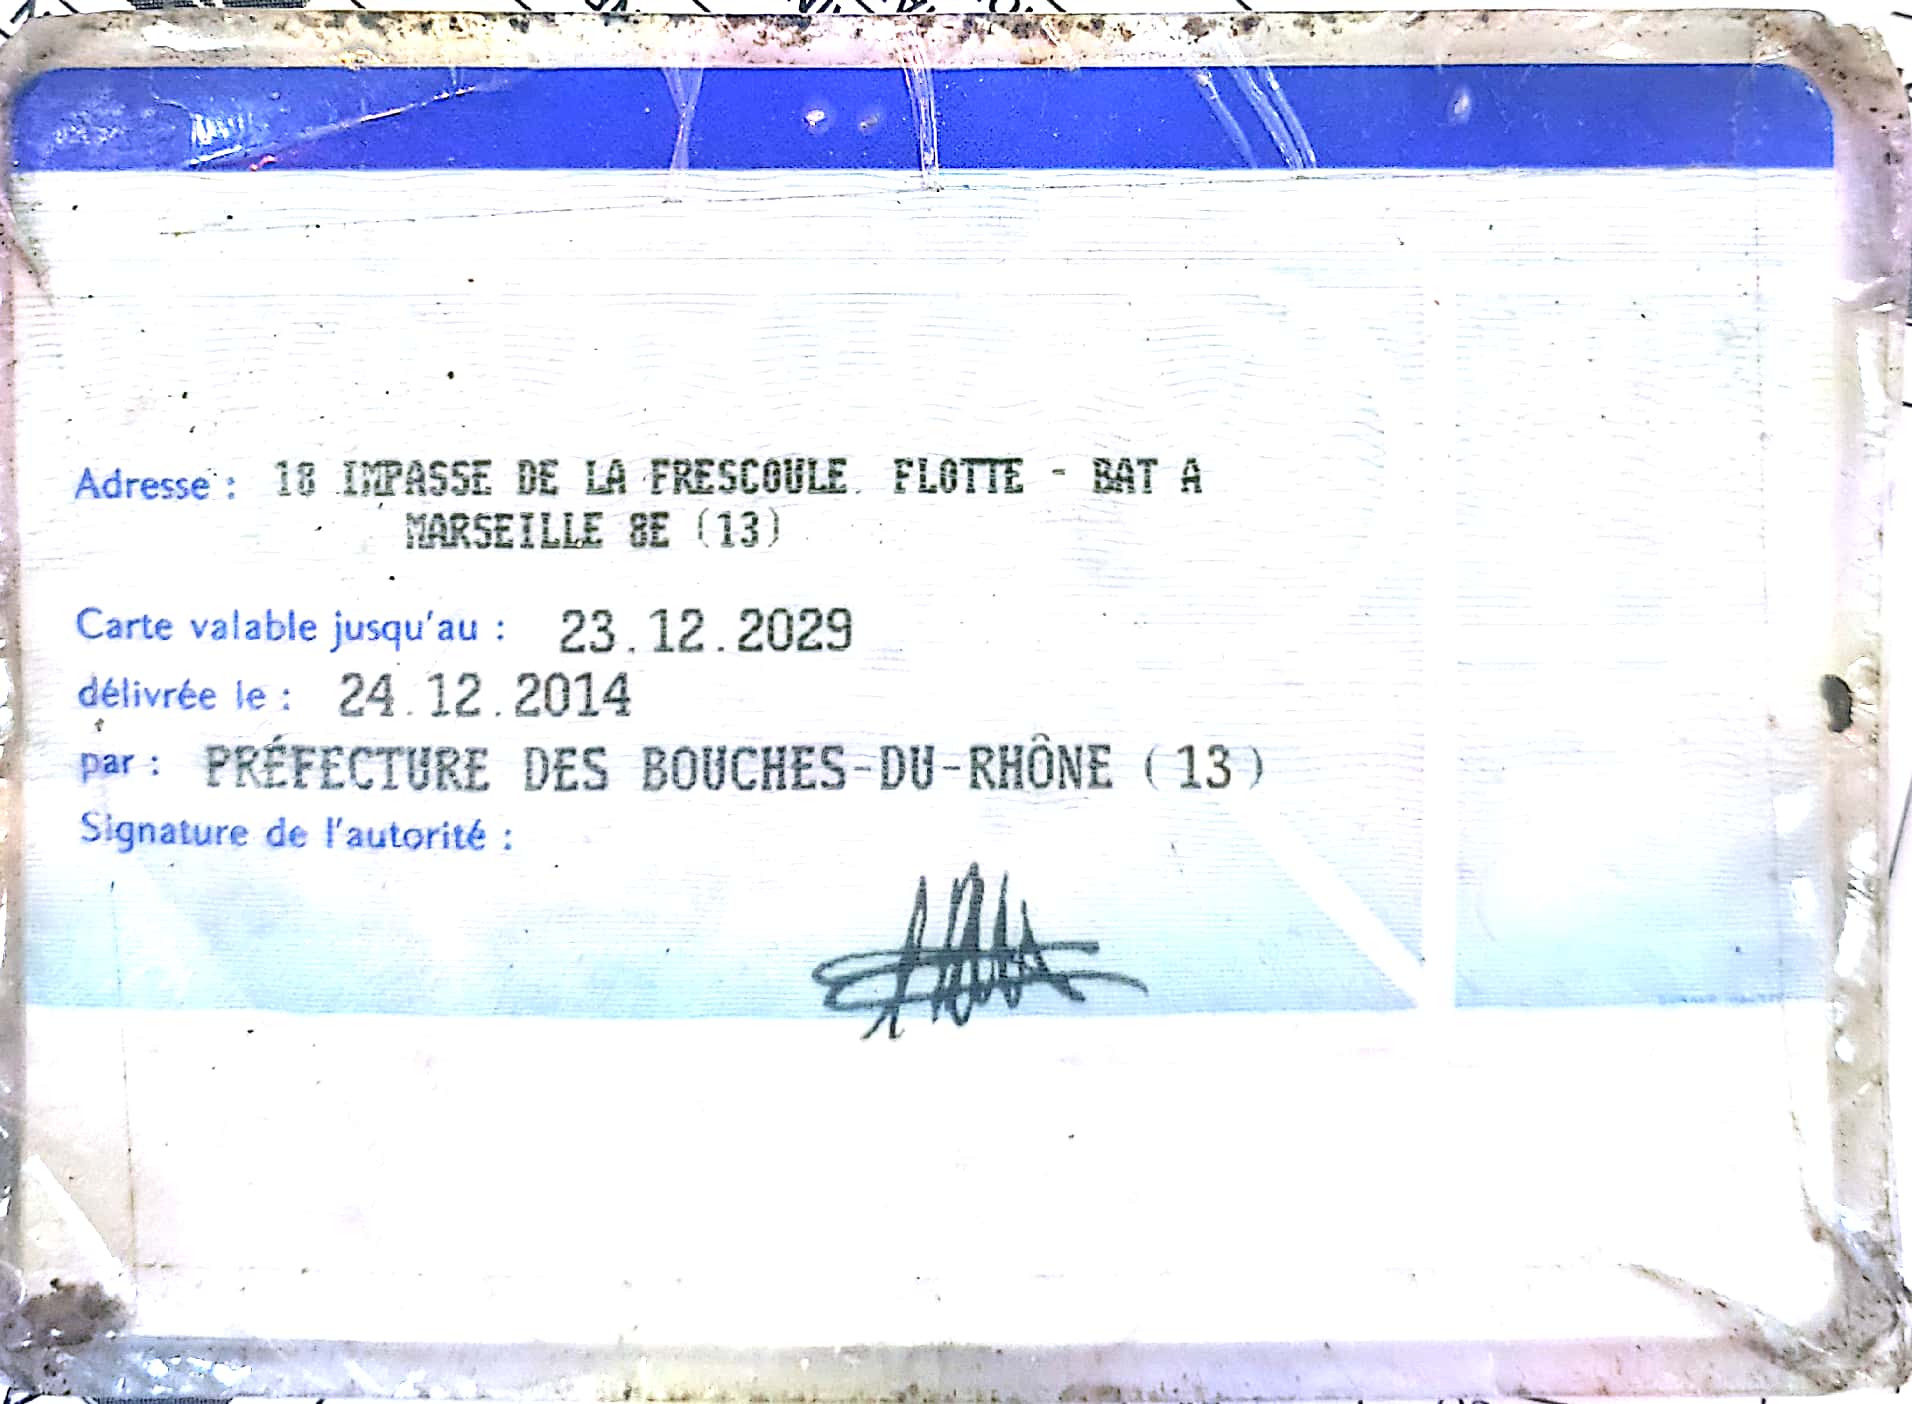 Adresse : 18 IMPASSE DE LA FRESCOULE. FLOTTE - BAT A
MARSEILLE 8E (13)
Carte valable jusqu'au : 23.12.2029
délivrée le : 24.12.2014
par : PRÉFECTURE DES BOUCHES-DU-RHÔNE (13)
Signature de l'autorité :